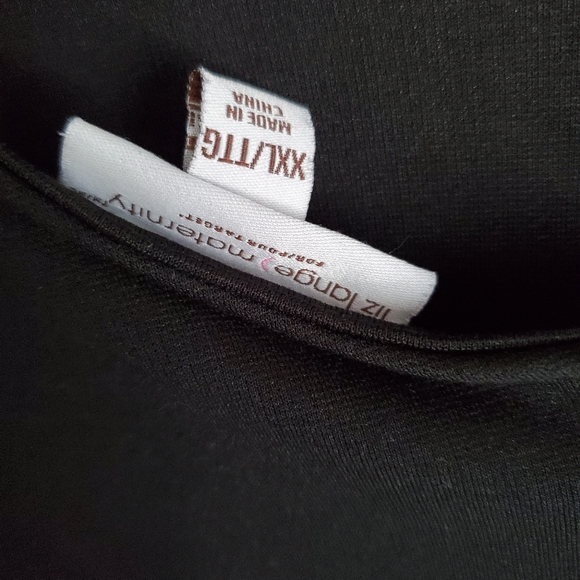 liz lange maternity
FOR/POUR TARGET
XXL/TTG
MADE IN
CHINA